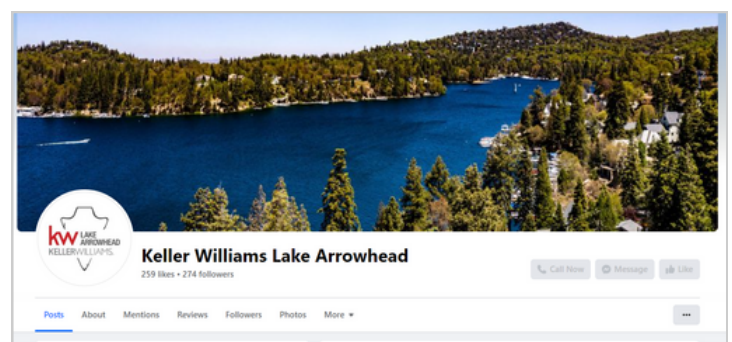 kw LAKE
ARROWHEAD
KELLERWILLIAMS.
Keller Williams Lake Arrowhead
259 likes • 274 followers
Call Now Message Like
Posts About Mentions Reviews Followers Photos More ▾ ...